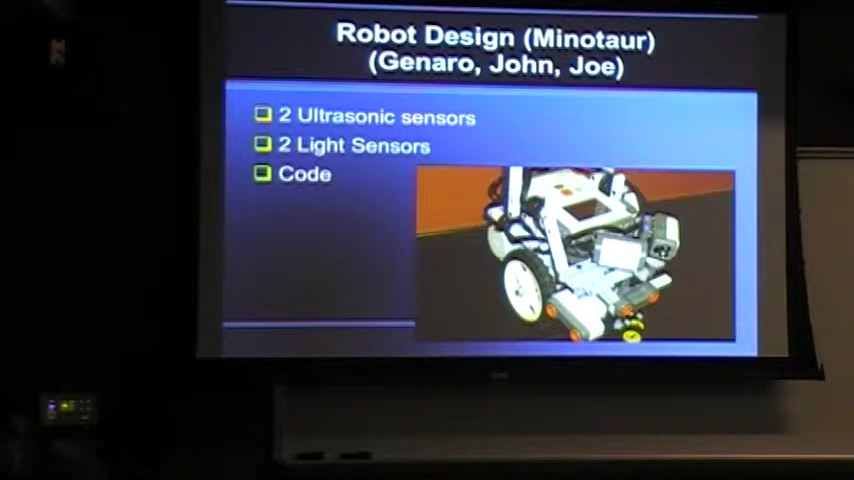 Robot Design (Minotaur)
(Genaro, John, Joe)
2 Ultrasonic sensors
2 Light Sensors
Code